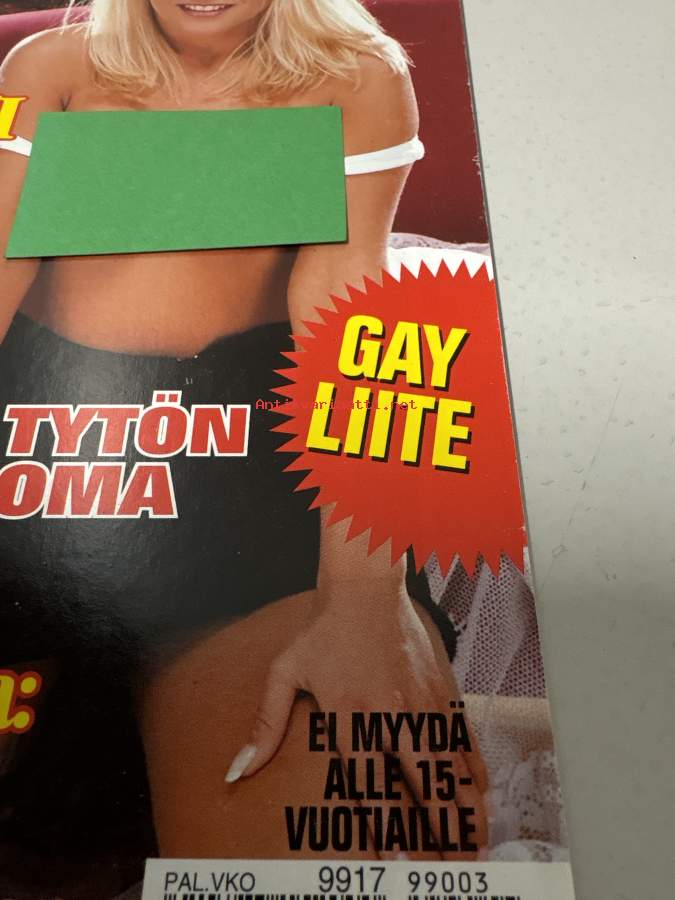 GAY
LIITE
Antikvariaatti.net
TYTÖN
OMA
EI MYYDÄ
ALLE 15-
VUOTIAILLE
PAL.VKO 9917 99003